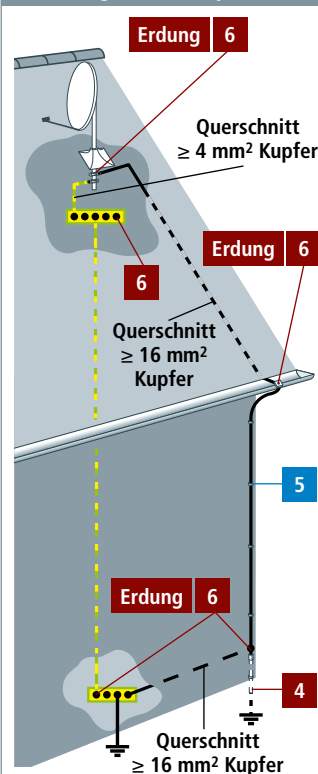 Erdung 6
Querschnitt
≥ 4 mm² Kupfer
Erdung 6
6
Querschnitt
≥ 16 mm²
Kupfer
5
Erdung 6
4
Querschnitt
≥ 16 mm² Kupfer